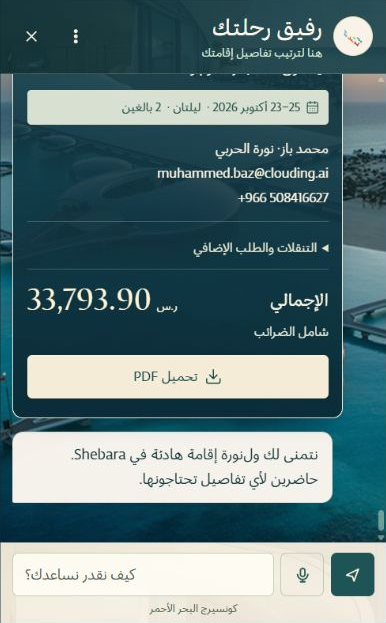 رفيق رحلتك
هنا لترتيب تفاصيل إقامتك
23–25 أكتوبر 2026 · ليلتان · 2 بالغين
محمد باز· نورة الحربي
muhammed.baz@clouding.ai
+966 508416627
◂ التنقلات والطلب الإضافي
الإجمالي
33,793.90 ر.س
شامل الضرائب
تحميل PDF
نتمنى لك ولنورة إقامة هادئة في Shebara.
حاضرين لأي تفاصيل تحتاجونها.
كيف نقدر نساعدك؟
كونسيرج البحر الأحمر